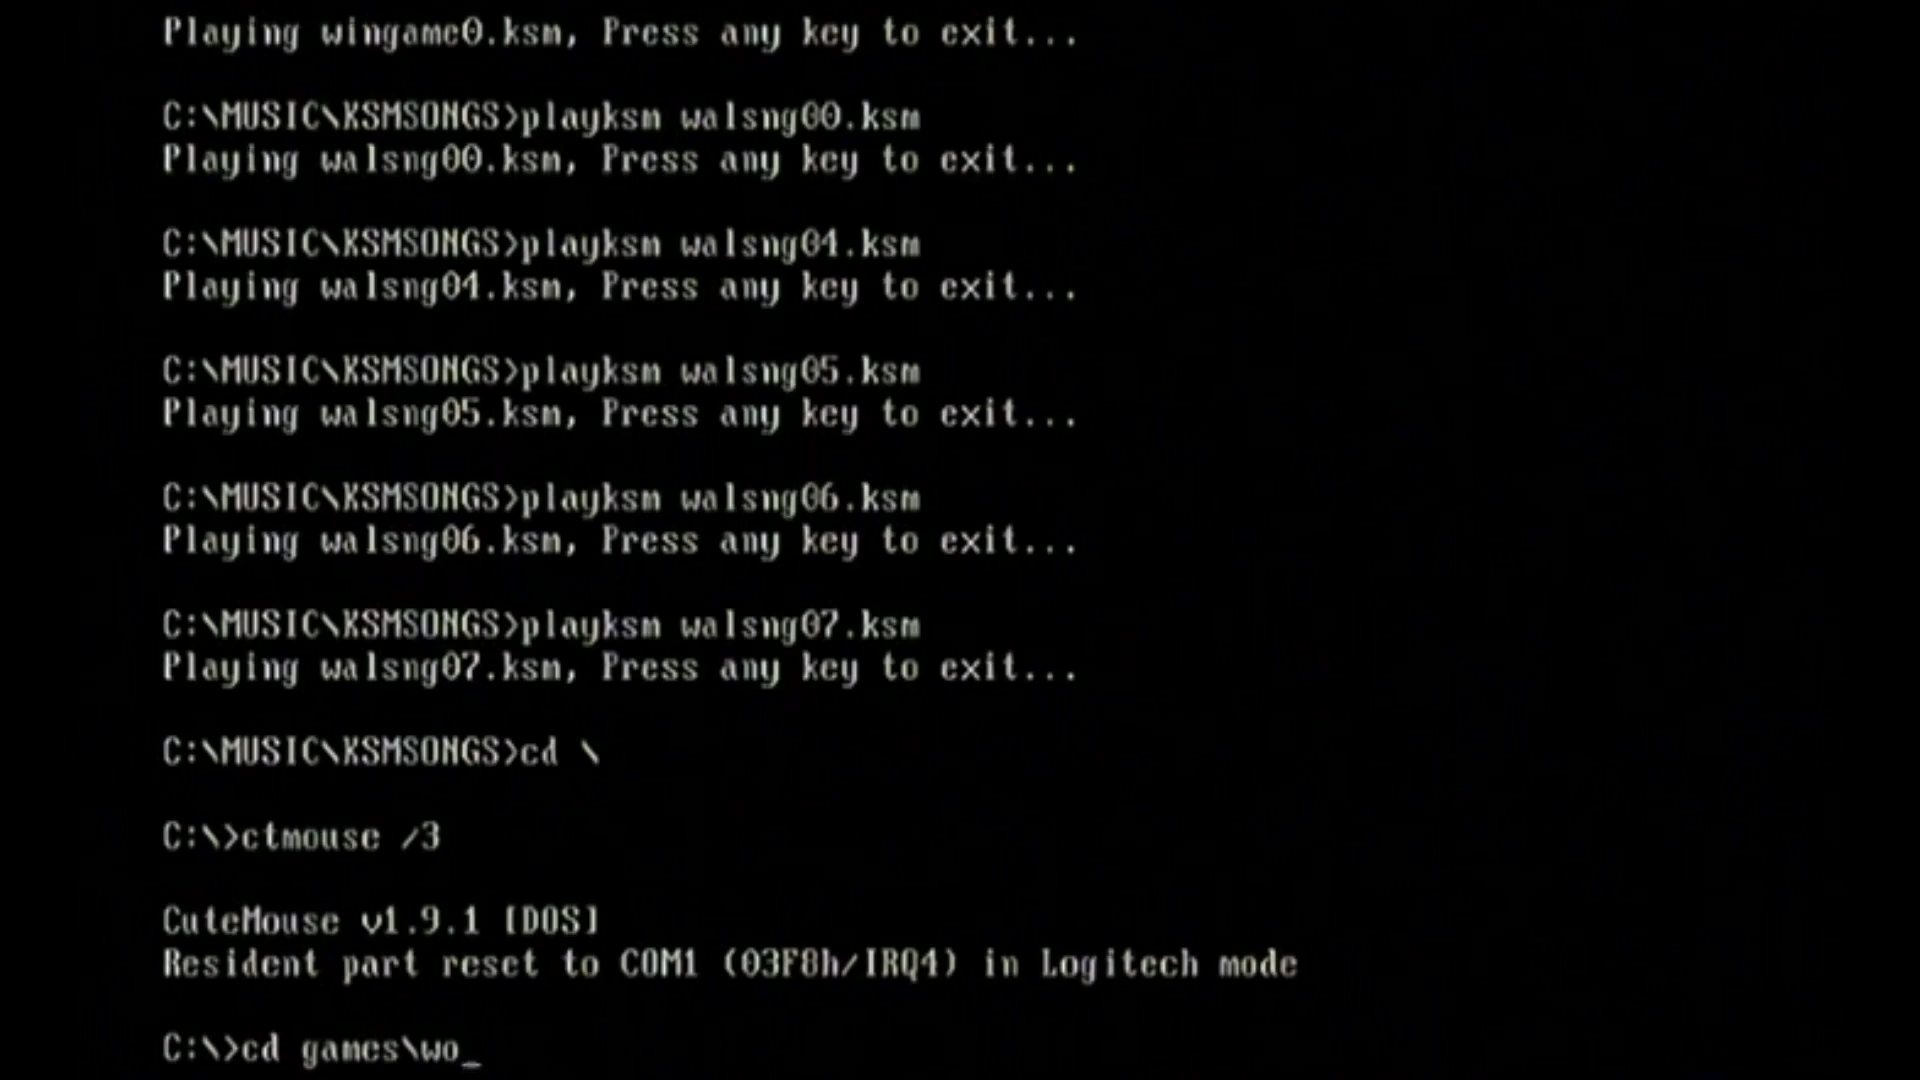 Playing wingame0.ksm, Press any key to exit...
C:\MUSIC\KSMSONGS>playksm walsng00.ksm
Playing walsng00.ksm, Press any key to exit...
C:\MUSIC\KSMSONGS>playksm walsng04.ksm
Playing walsng04.ksm, Press any key to exit...
C:\MUSIC\KSMSONGS>playksm walsng05.ksm
Playing walsng05.ksm, Press any key to exit...
C:\MUSIC\KSMSONGS>playksm walsng06.ksm
Playing walsng06.ksm, Press any key to exit...
C:\MUSIC\KSMSONGS>playksm walsng07.ksm
Playing walsng07.ksm, Press any key to exit...
C:\MUSIC\KSMSONGS>cd \
C:\>ctmouse /3
CuteMouse v1.9.1 [DOS]
Resident part reset to COM1 (03F8h/IRQ4) in Logitech mode
C:\>cd games\wo_